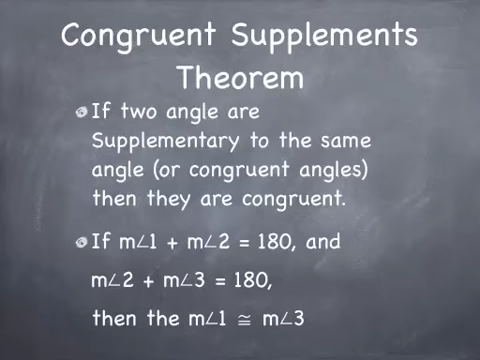 Congruent Supplements
Theorem
If two angle are
Supplementary to the same
angle (or congruent angles)
then they are congruent.
If m∠1 + m∠2 = 180, and
m∠2 + m∠3 = 180,
then the m∠1 ≅ m∠3